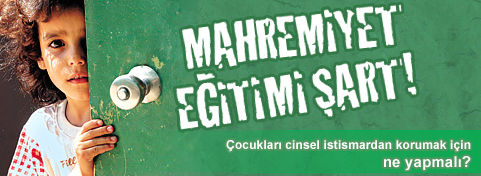 MAHREMİYET
EĞİTİMİ ŞART!
Çocukları cinsel istismardan korumak için
ne yapmalı?